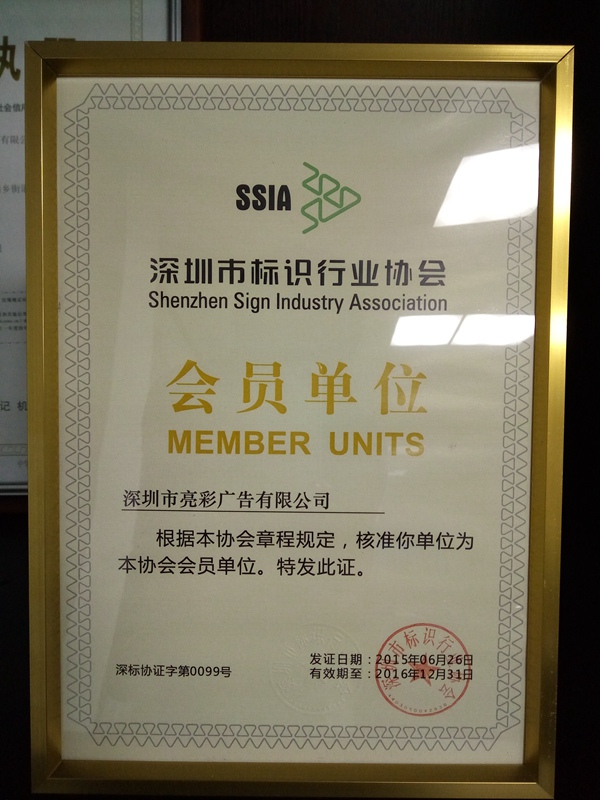 SSIA
深圳市标识行业协会
Shenzhen Sign Industry Association
会员单位
MEMBER UNITS
深圳市亮彩广告有限公司
根据本协会章程规定，核准你单位为
本协会会员单位。特发此证。
深标协证字第0099号
发证日期：2015年06月26日
有效期至：2016年12月31日